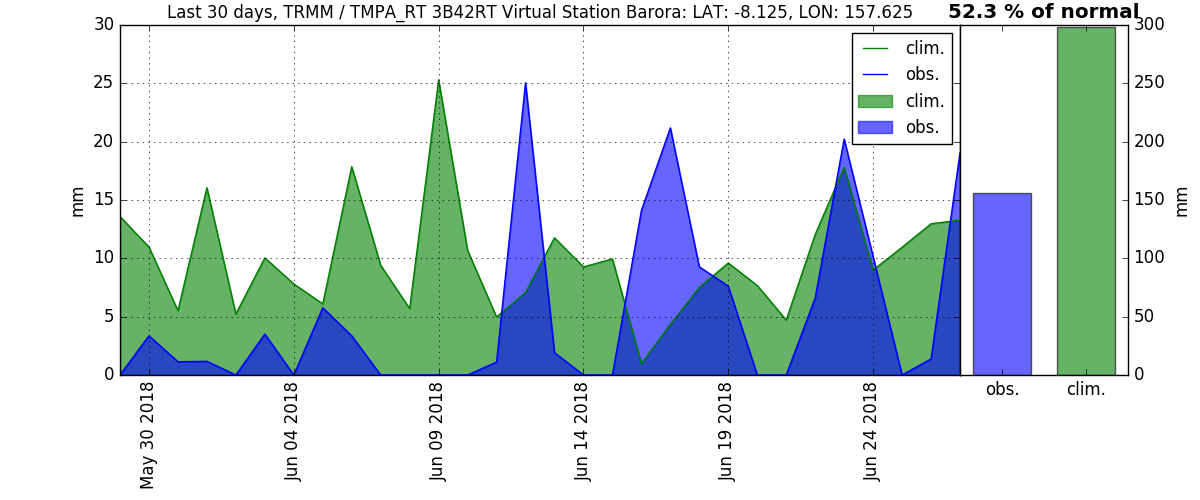 Last 30 days, TRMM / TMPA_RT 3B42RT Virtual Station Barora: LAT: -8.125, LON: 157.625
52.3 % of normal
30
25
20
15
10
5
0
mm
clim.
obs.
clim.
obs.
May 30 2018
Jun 04 2018
Jun 09 2018
Jun 14 2018
Jun 19 2018
Jun 24 2018
300
250
200
150
100
50
0
mm
obs.
clim.